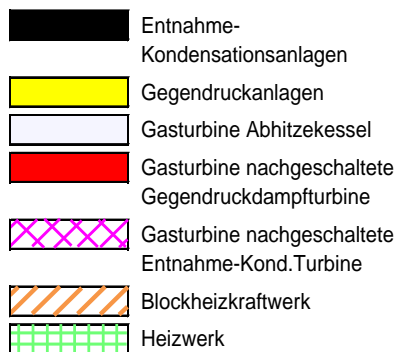 Entnahme-
Kondensationsanlagen
Gegendruckanlagen
Gasturbine Abhitzekessel
Gasturbine nachgeschaltete
Gegendruckdampfturbine
Gasturbine nachgeschaltete
Entnahme-Kond.Turbine
Blockheizkraftwerk
Heizwerk